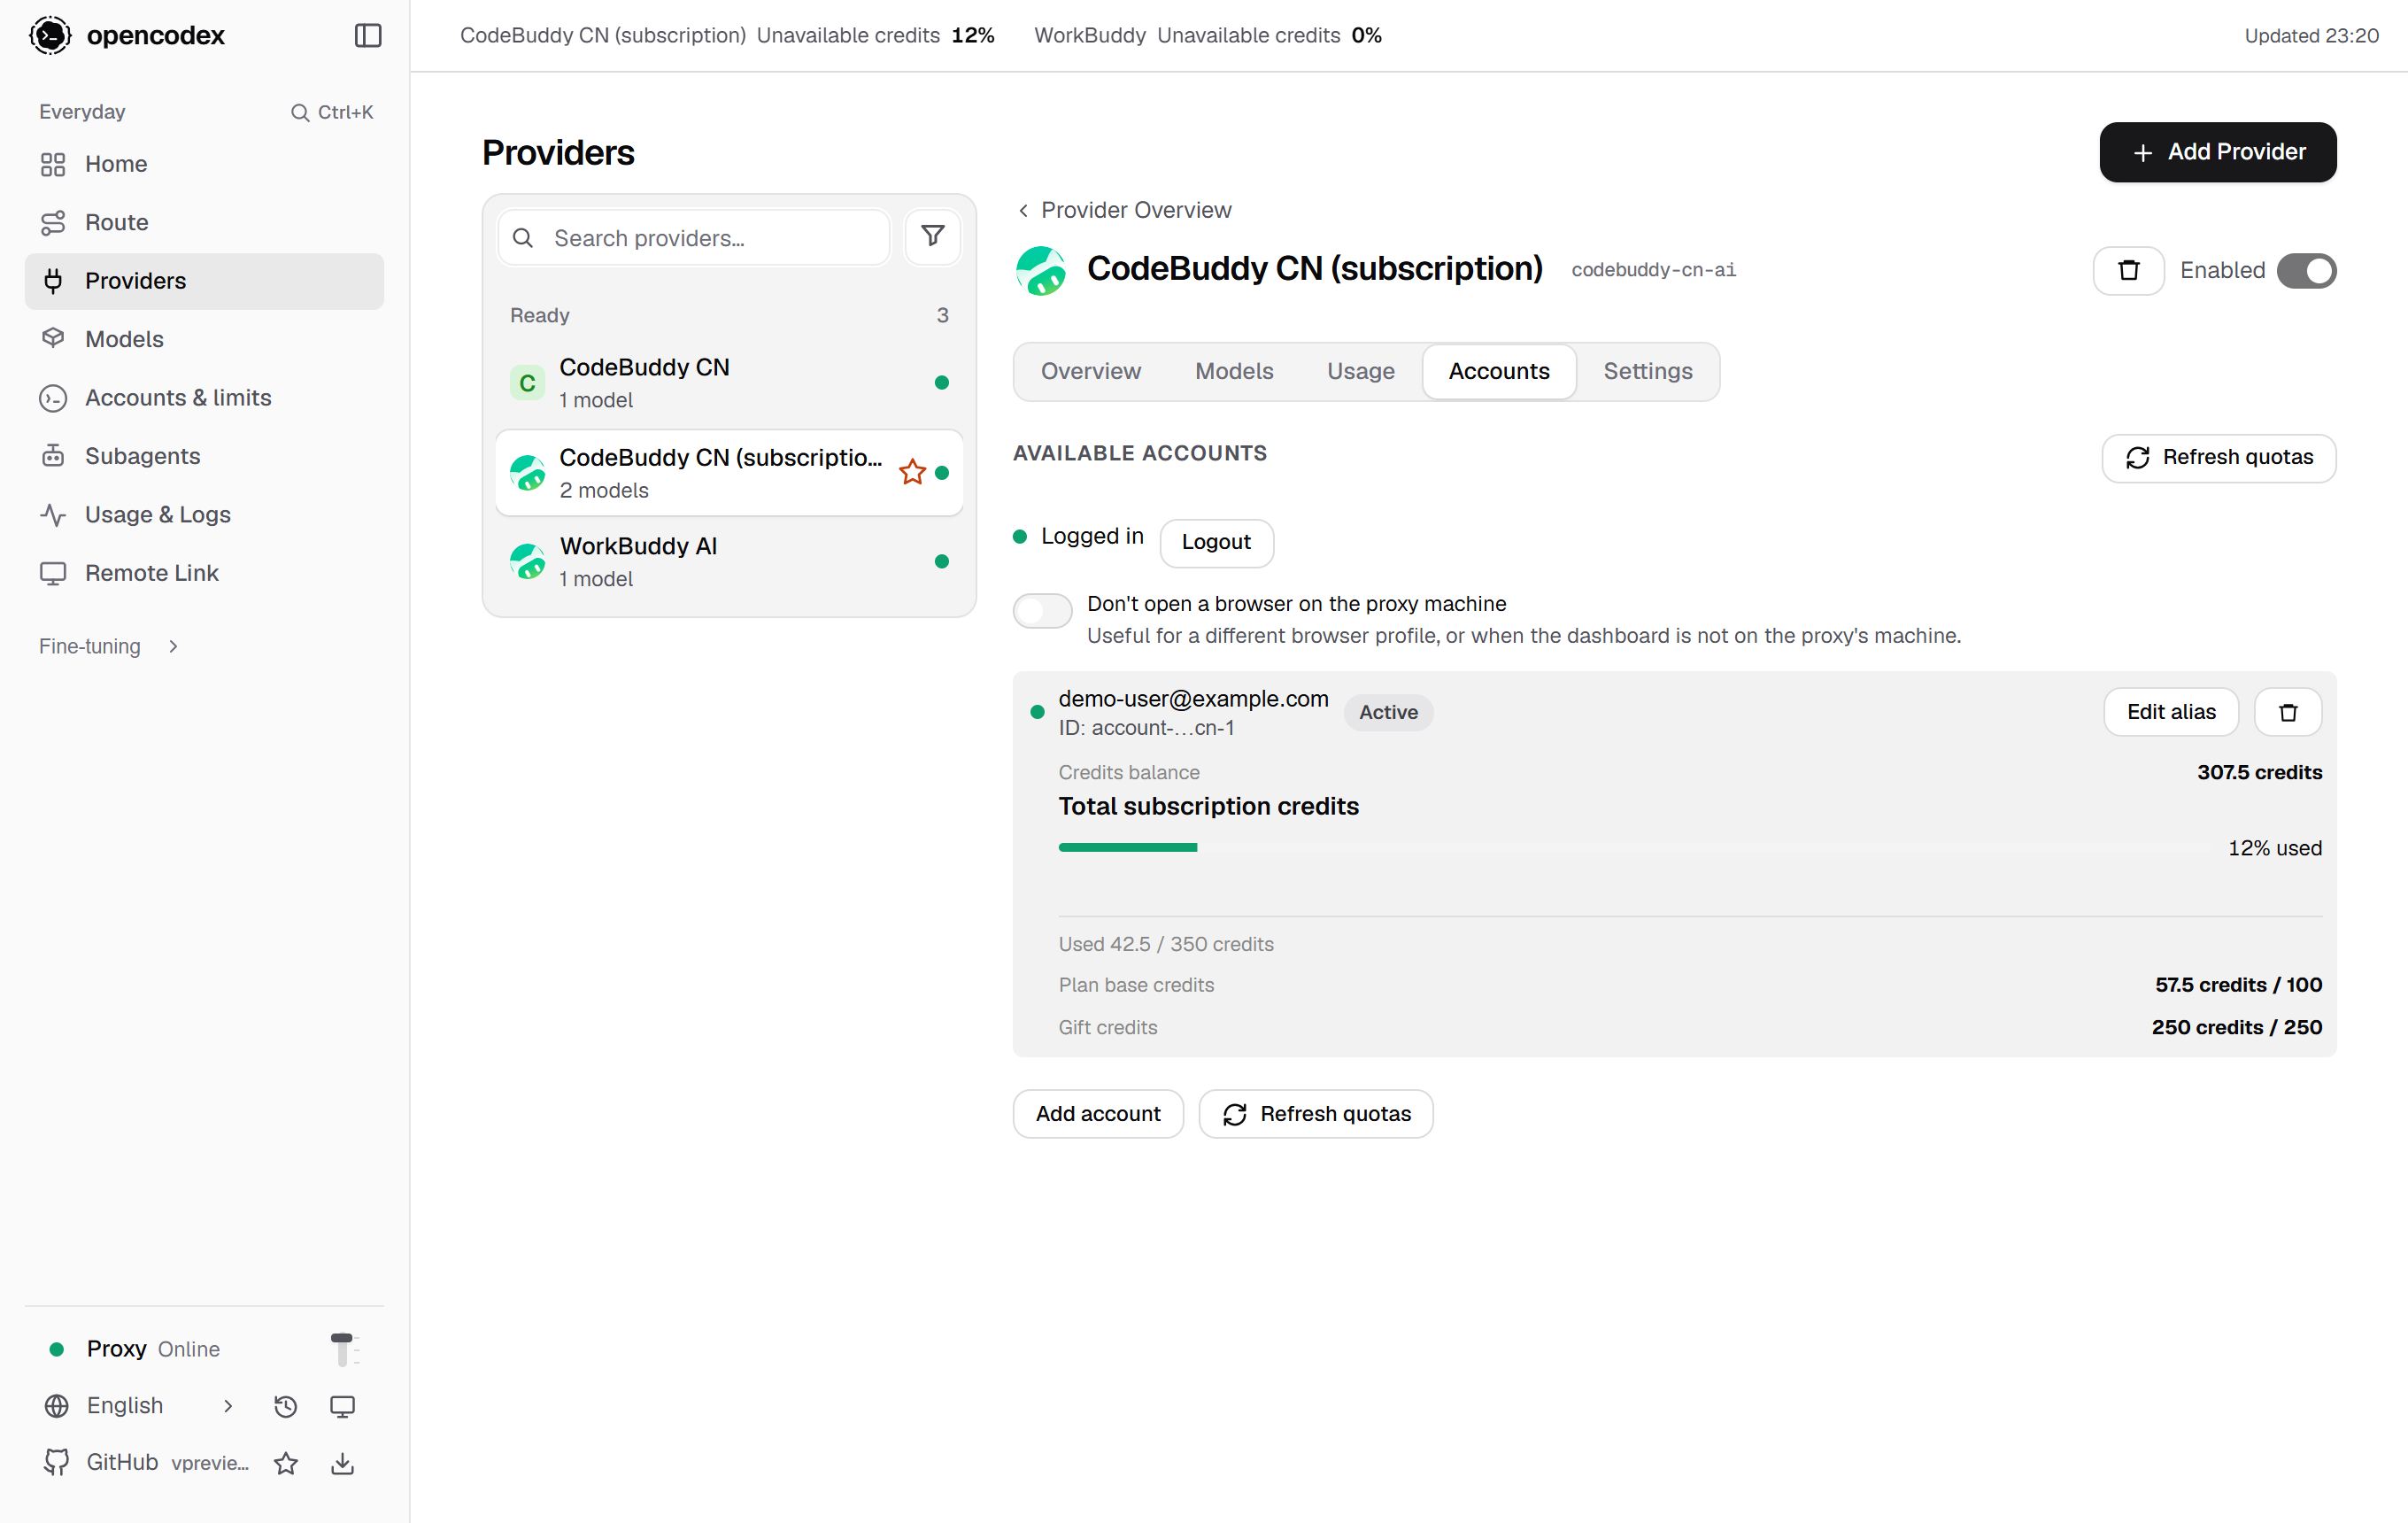 opencodex
CodeBuddy CN (subscription) Unavailable credits 12% WorkBuddy Unavailable credits 0%
Updated 23:20
Everyday
Ctrl+K
Home
Route
Providers
Models
Accounts & limits
Subagents
Usage & Logs
Remote Link
Fine-tuning
Proxy Online
English
GitHub vprevie...
Providers
Add Provider
Search providers...
Ready 3
C
CodeBuddy CN
1 model
CodeBuddy CN (subscriptio...
2 models
WorkBuddy AI
1 model
Provider Overview
CodeBuddy CN (subscription) codebuddy-cn-ai
Enabled
Overview Models Usage Accounts Settings
AVAILABLE ACCOUNTS
Refresh quotas
Logged in Logout
Don't open a browser on the proxy machine
Useful for a different browser profile, or when the dashboard is not on the proxy's machine.
demo-user@example.com
Active
ID: account-...cn-1
Edit alias
Credits balance 307.5 credits
Total subscription credits
12% used
Used 42.5 / 350 credits
Plan base credits 57.5 credits / 100
Gift credits 250 credits / 250
Add account Refresh quotas